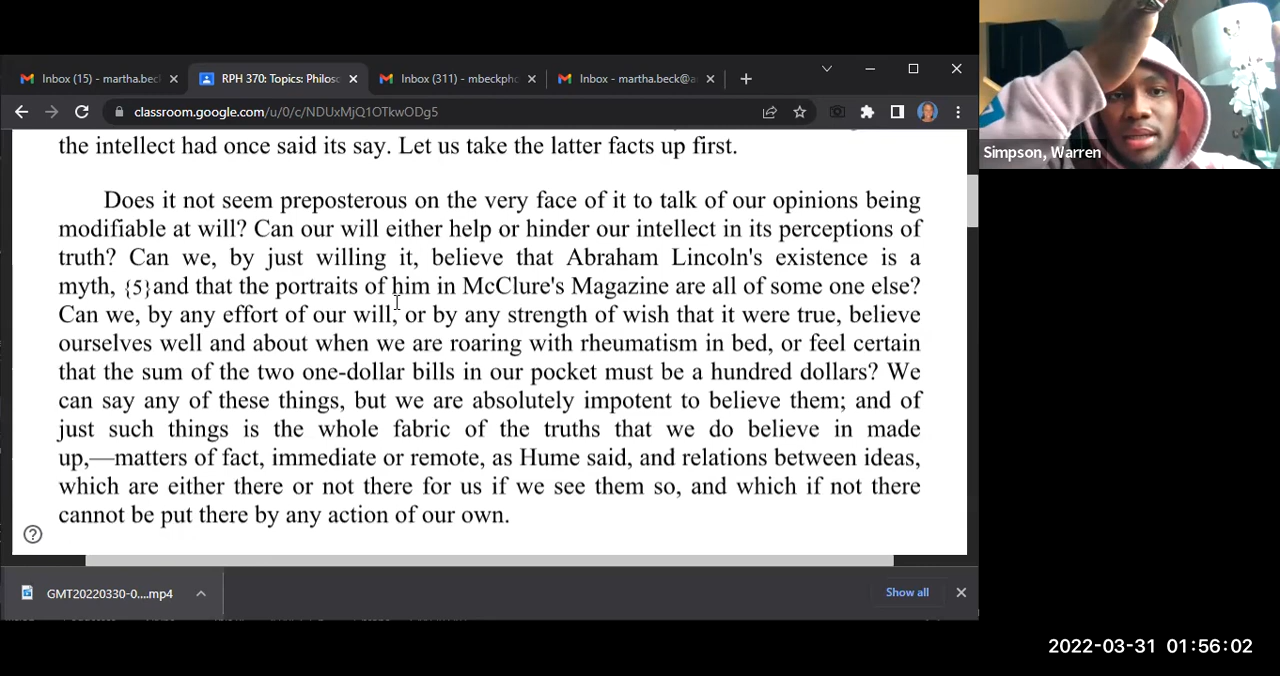 Inbox (15) - martha.bec
RPH 370: Topics: Philos
Inbox (311) - mbeckph
Inbox - martha.beck@a
classroom.google.com/u/0/c/NDUxMjQ1OTkwODg5
Simpson, Warren
the intellect had once said its say. Let us take the latter facts up first.
Does it not seem preposterous on the very face of it to talk of our opinions being
modifiable at will? Can our will either help or hinder our intellect in its perceptions of
truth? Can we, by just willing it, believe that Abraham Lincoln's existence is a
myth, {5}and that the portraits of him in McClure's Magazine are all of some one else?
Can we, by any effort of our will, or by any strength of wish that it were true, believe
ourselves well and about when we are roaring with rheumatism in bed, or feel certain
that the sum of the two one-dollar bills in our pocket must be a hundred dollars? We
can say any of these things, but we are absolutely impotent to believe them; and of
just such things is the whole fabric of the truths that we do believe in made
up,—matters of fact, immediate or remote, as Hume said, and relations between ideas,
which are either there or not there for us if we see them so, and which if not there
cannot be put there by any action of our own.
GMT20220330-0....mp4
Show all
2022-03-31 01:56:02